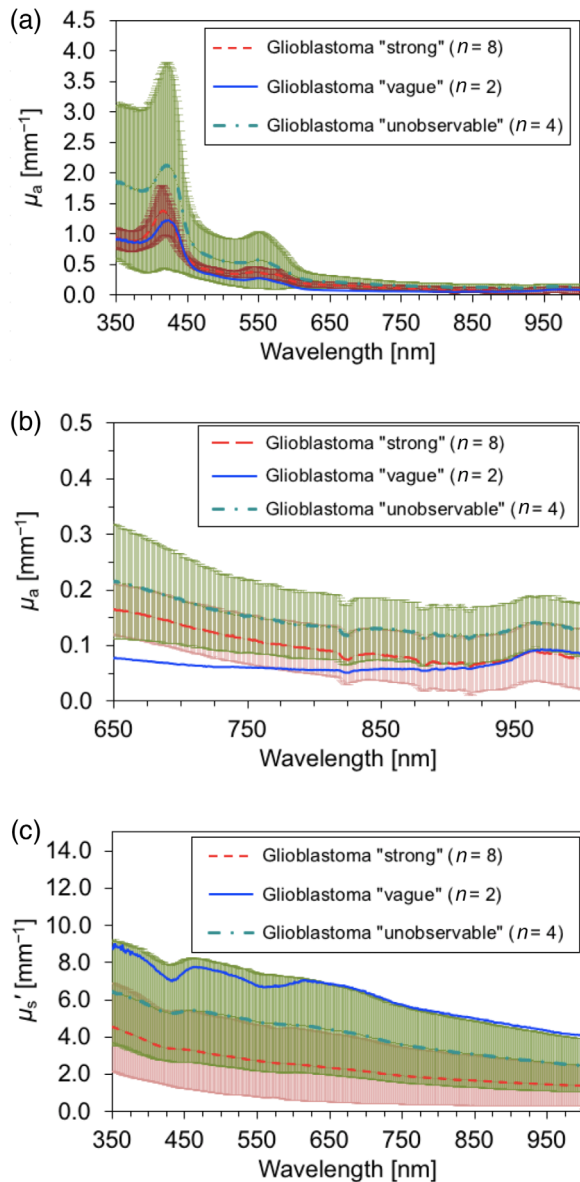 (a)
4.5
4.0
3.5
3.0
2.5
2.0
1.5
1.0
0.5
0.0
μa [mm⁻¹]
Glioblastoma "strong" (n = 8)
Glioblastoma "vague" (n = 2)
Glioblastoma "unobservable" (n = 4)
350 450 550 650 750 850 950
Wavelength [nm]
(b)
0.5
0.4
0.3
0.2
0.1
0.0
μa [mm⁻¹]
Glioblastoma "strong" (n = 8)
Glioblastoma "vague" (n = 2)
Glioblastoma "unobservable" (n = 4)
650 750 850 950
Wavelength [nm]
(c)
14.0
12.0
10.0
8.0
6.0
4.0
2.0
0.0
μs' [mm⁻¹]
Glioblastoma "strong" (n = 8)
Glioblastoma "vague" (n = 2)
Glioblastoma "unobservable" (n = 4)
350 450 550 650 750 850 950
Wavelength [nm]